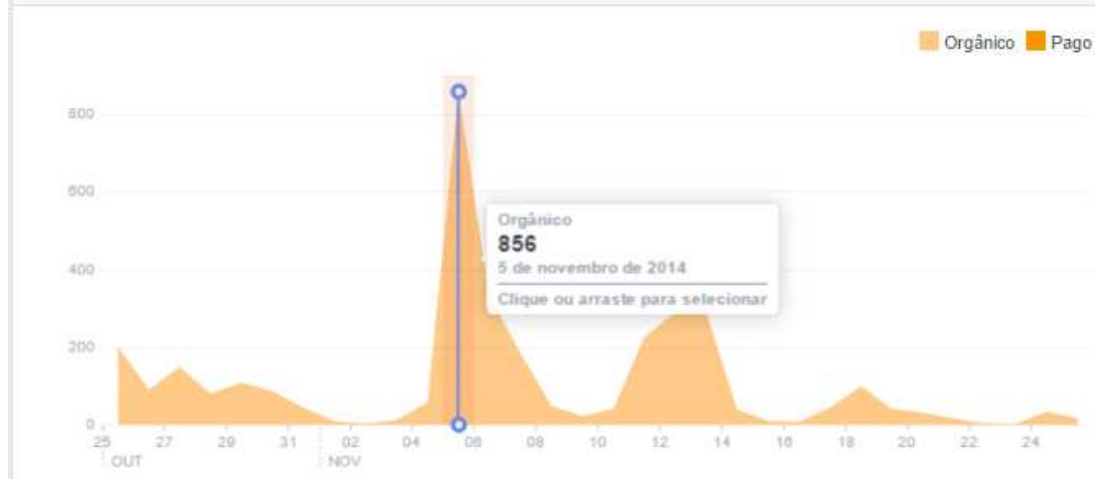 Orgânico Pago
800
600
400
200
0
Orgânico
856
5 de novembro de 2014
Clique ou arraste para selecionar
25 27 29 31 02 04 06 08 10 12 14 16 18 20 22 24
OUT NOV